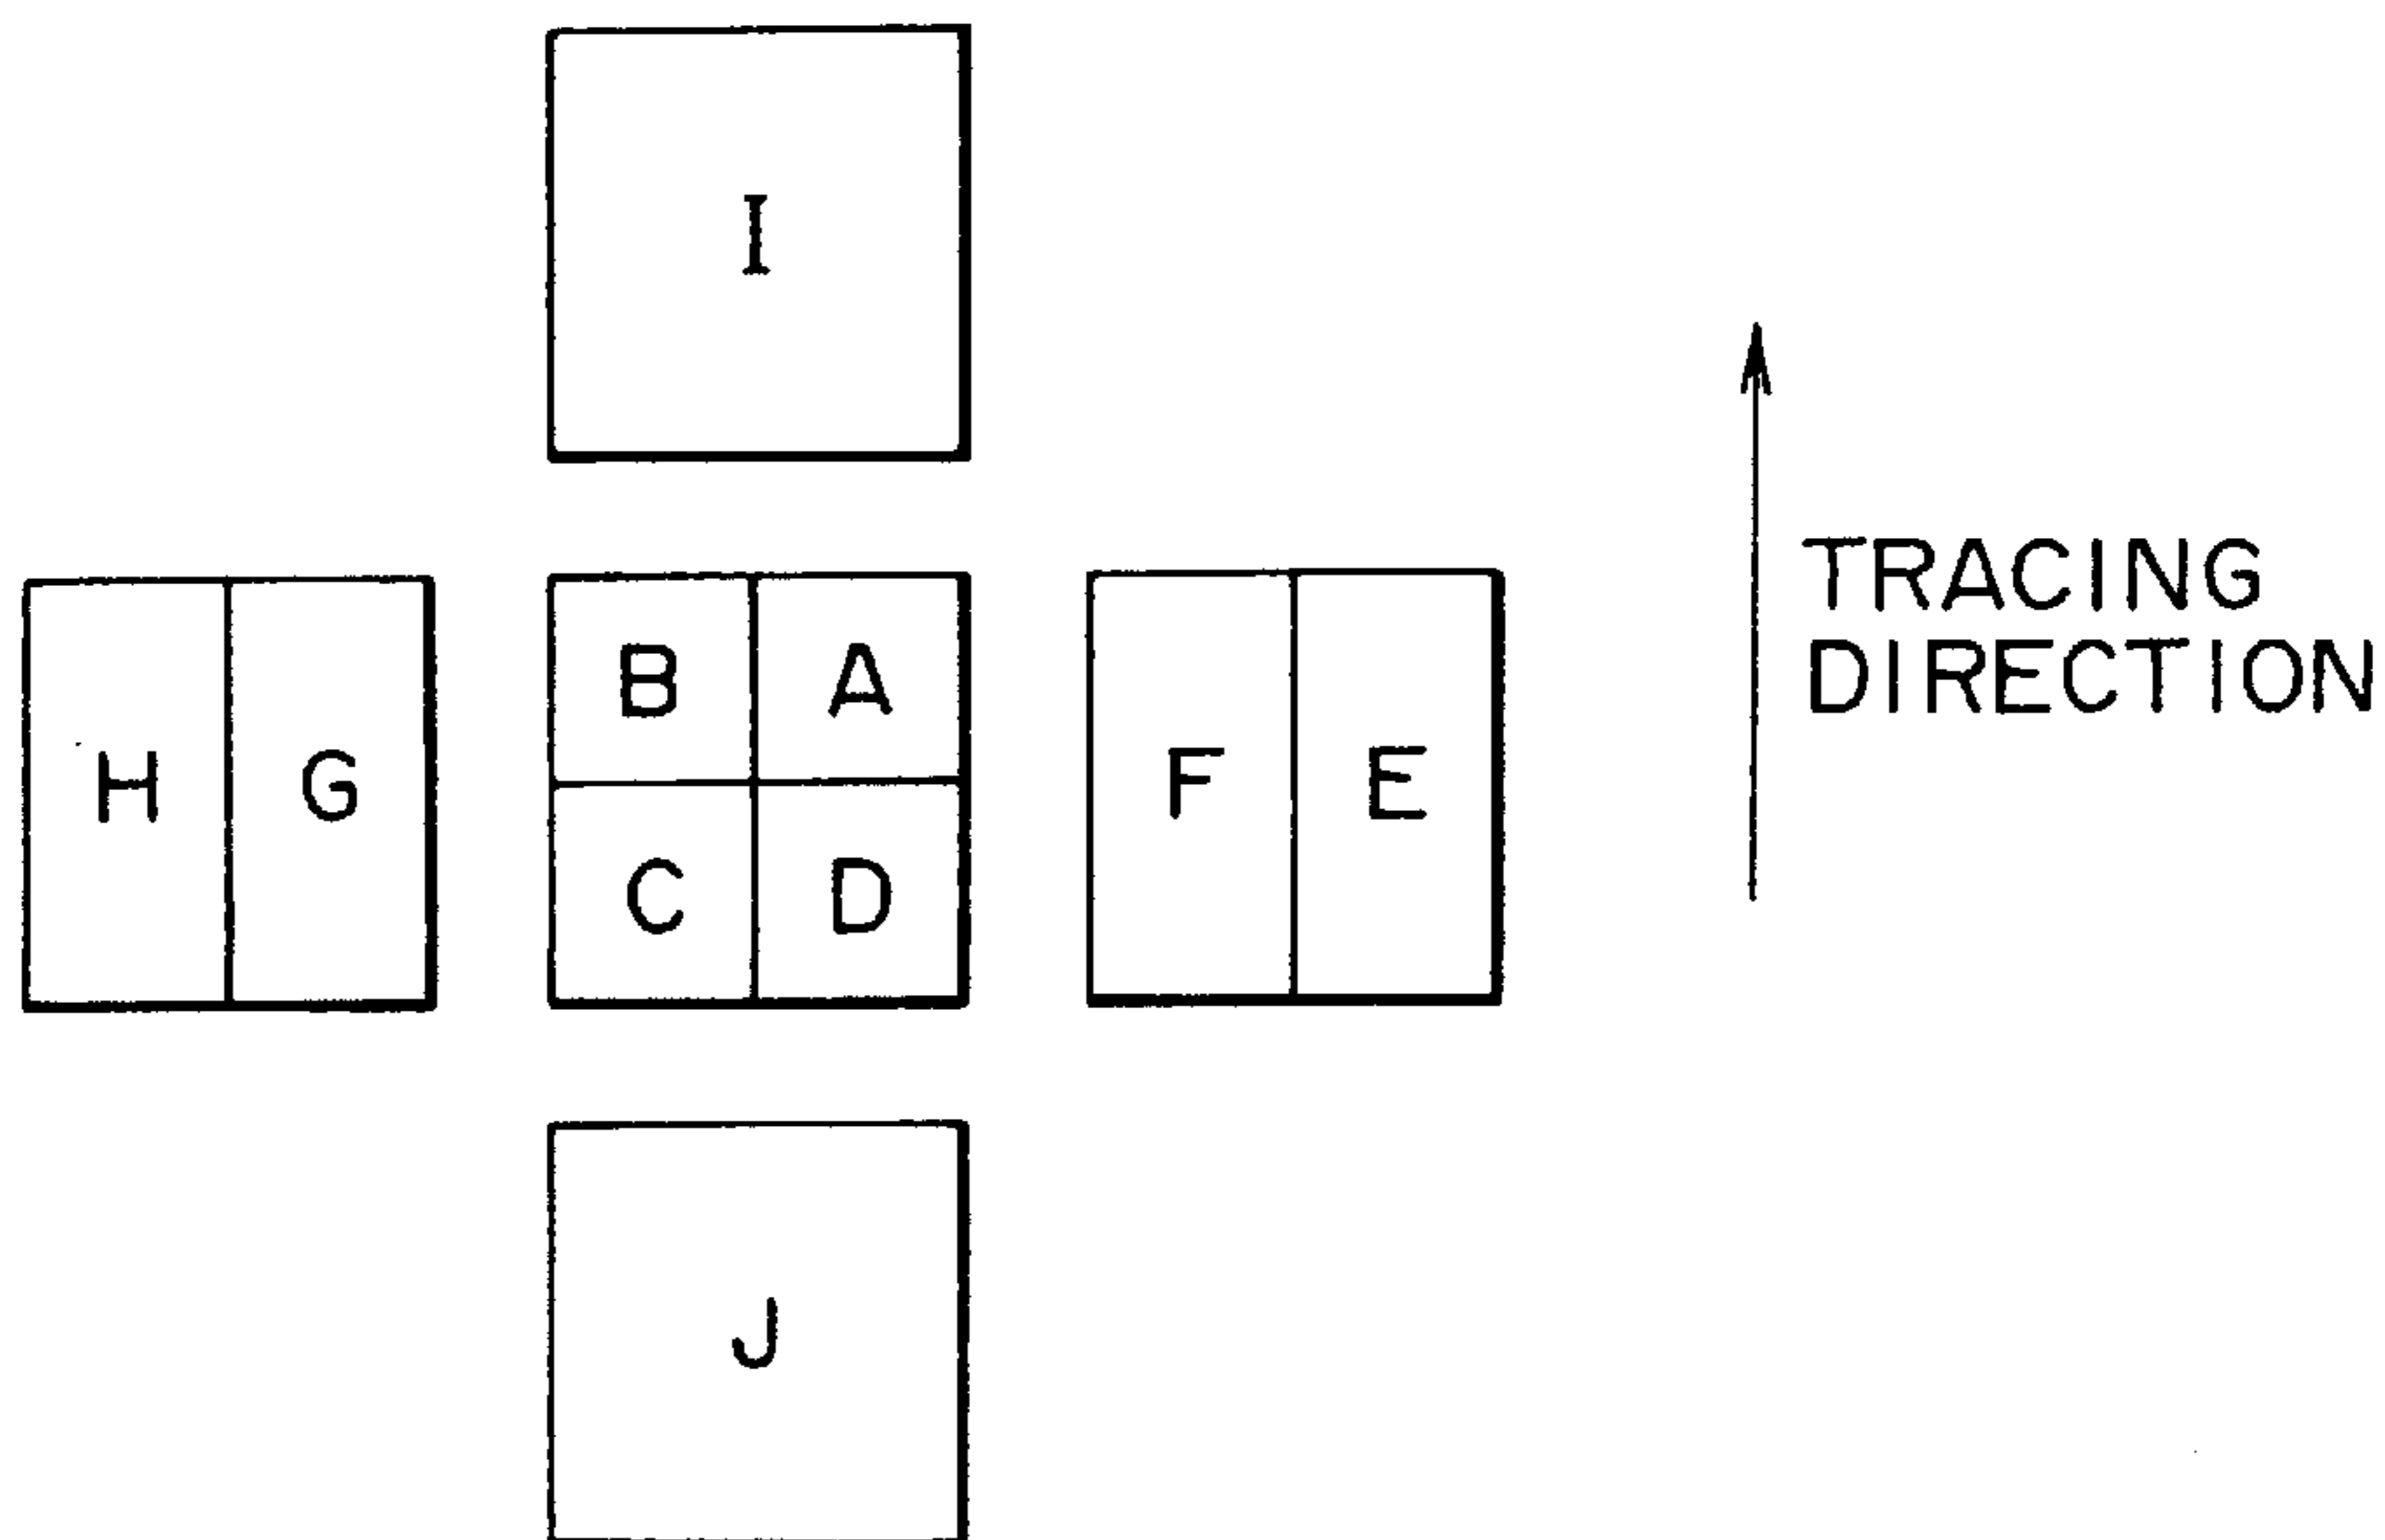 I
B A
H G F E
C D
J
TRACING
DIRECTION